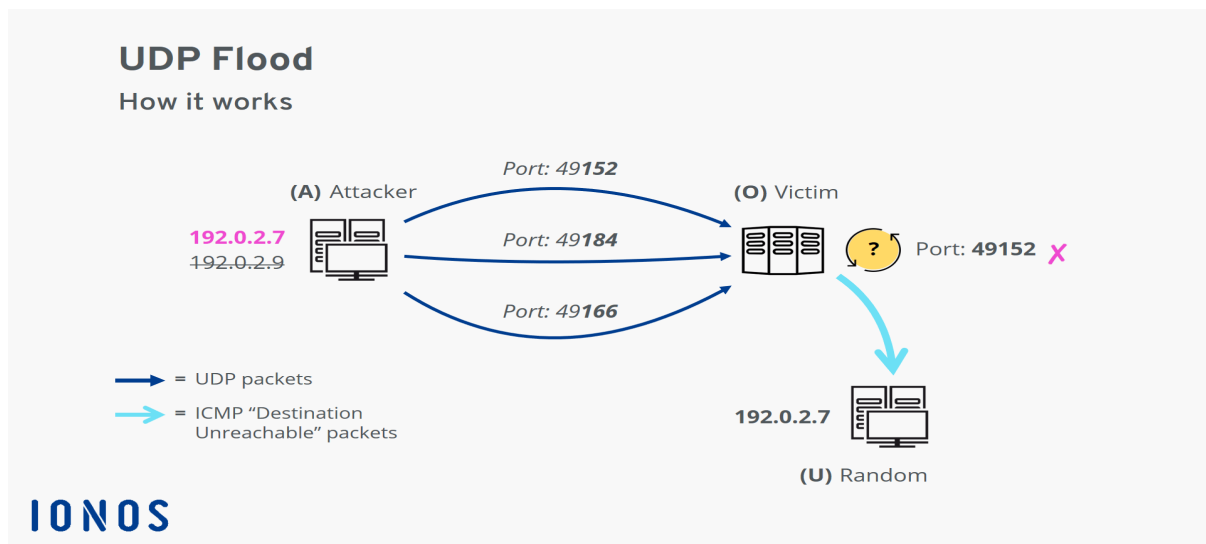 UDP Flood
How it works
Port: 49152
(A) Attacker
(O) Victim
192.0.2.7
192.0.2.9
Port: 49184
?
Port: 49152 X
Port: 49166
= UDP packets
= ICMP “Destination
Unreachable” packets
192.0.2.7
(U) Random
IONOS